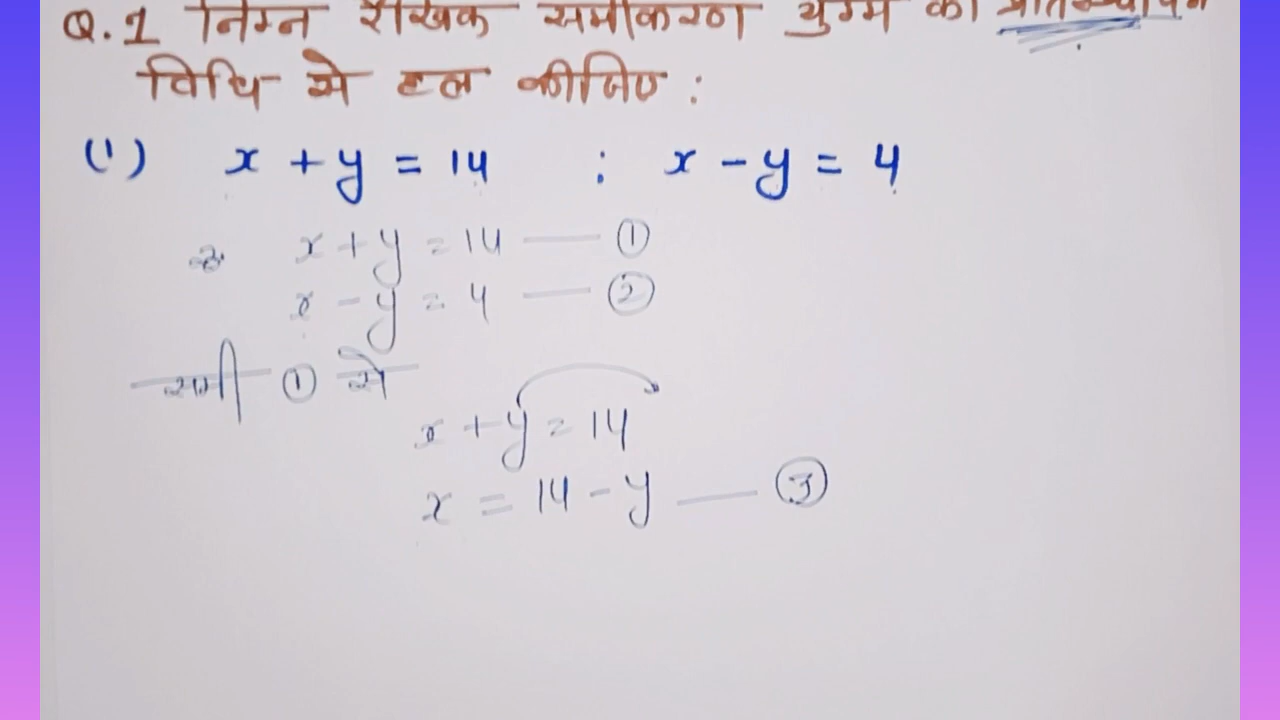 Q.1 निम्न रैखिक समीकरण युग्म को प्रतिस्थापन
विधि से हल कीजिए :
(1) x + y = 14 : x - y = 4
x + y = 14 —— ①
x - y = 4 —— ②
समी ① से
x + y = 14
x = 14 - y —— ③